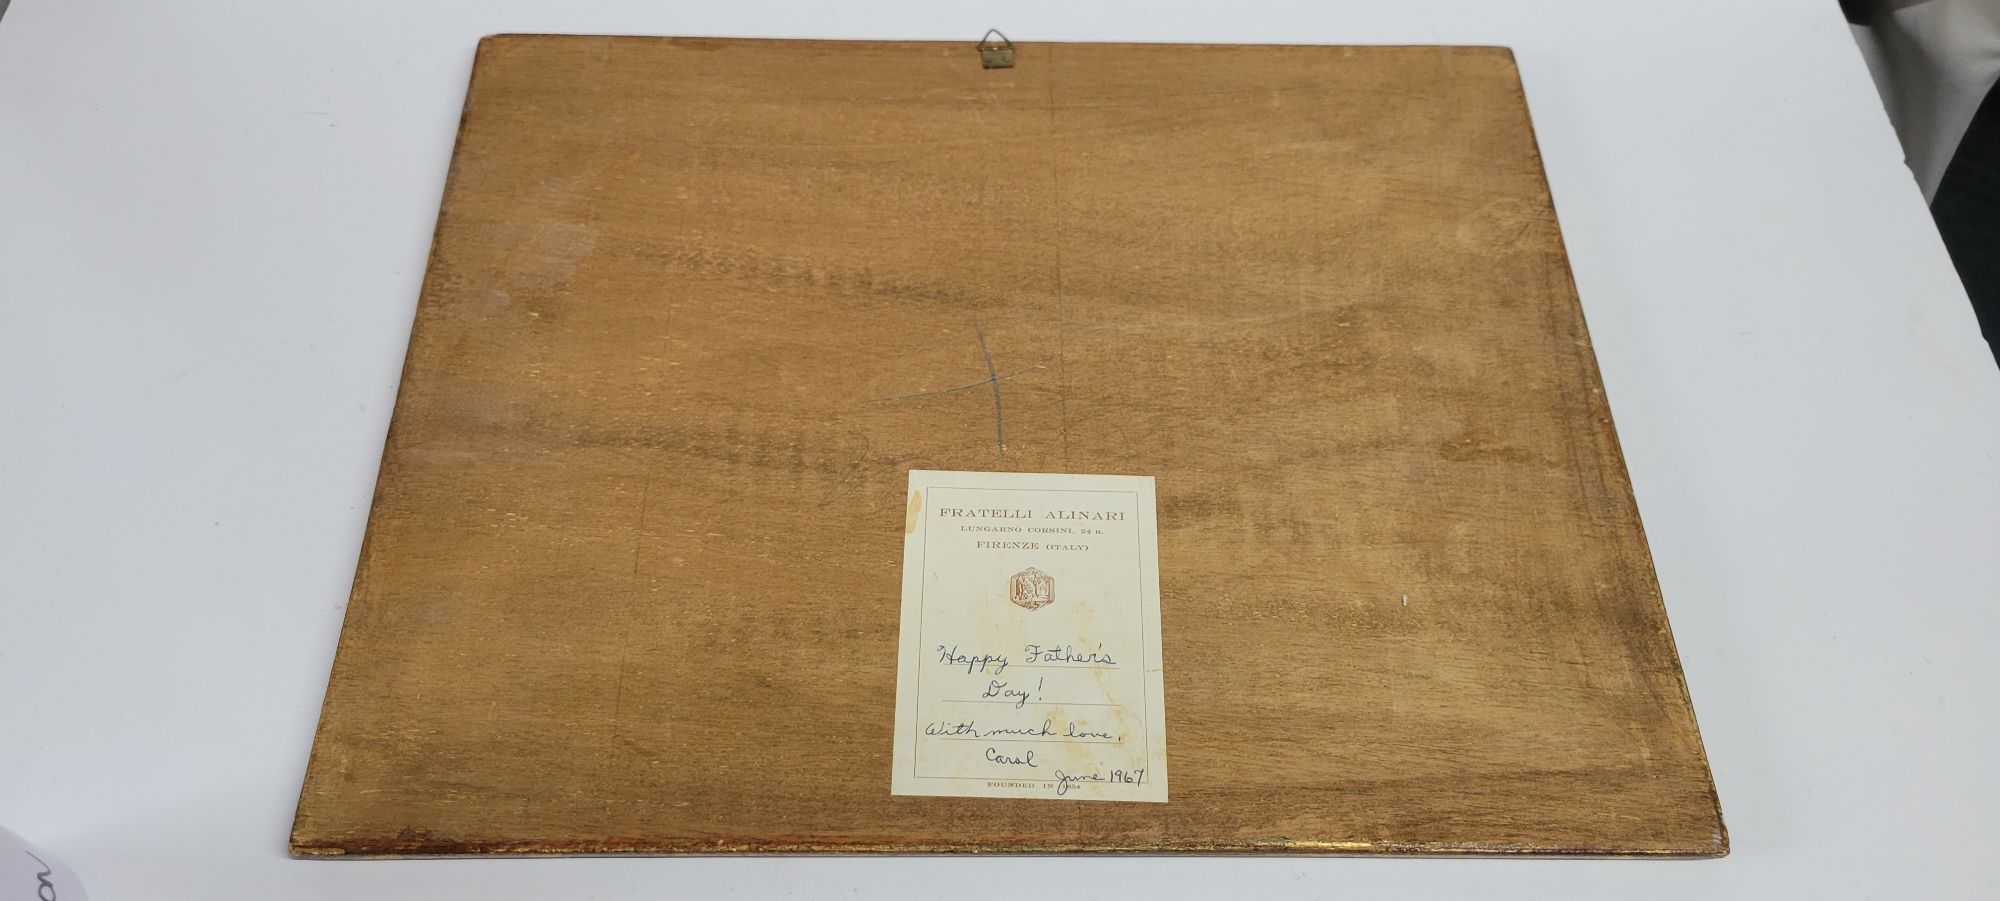 FRATELLI ALINARI
LUNGARNO CORSINI, 24 R.
FIRENZE (ITALY)
Happy Father's
Day!
With much love,
Carol
June 1967
FOUNDED IN 1854